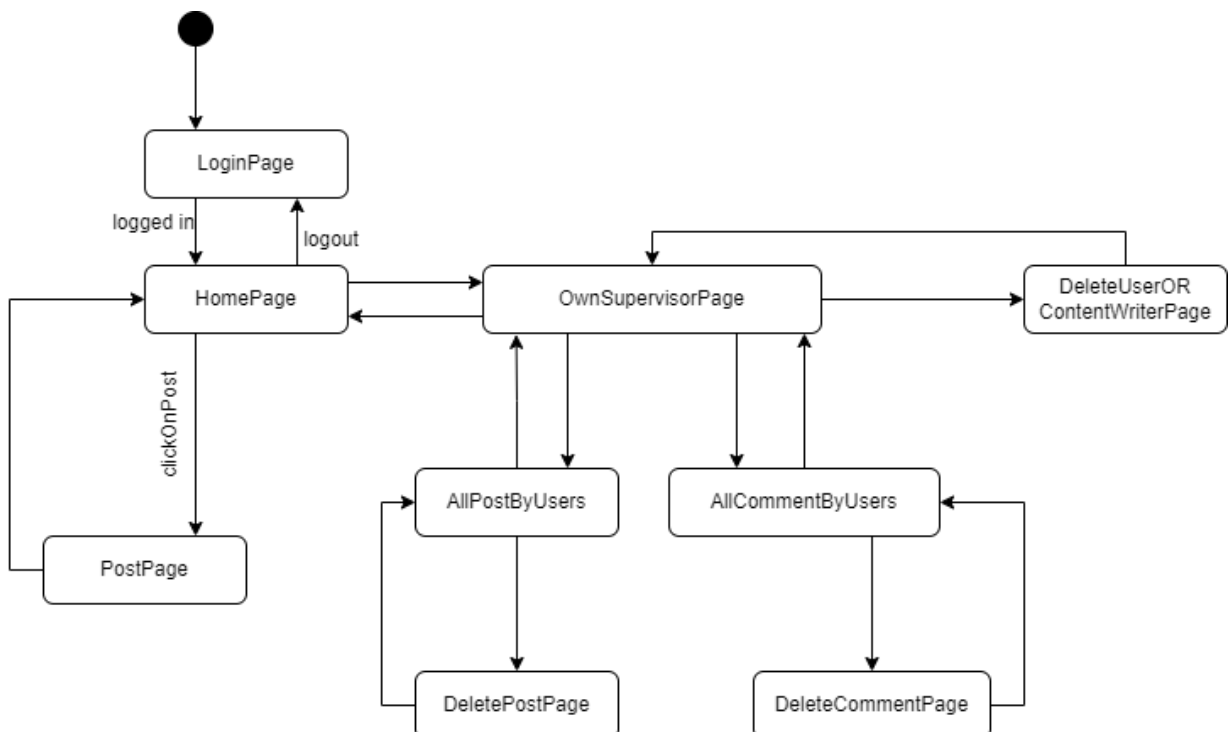 LoginPage
logged in
logout
HomePage
OwnSupervisorPage
DeleteUserOR
ContentWriterPage
clickOnPost
AllPostByUsers
AllCommentByUsers
PostPage
DeletePostPage
DeleteCommentPage